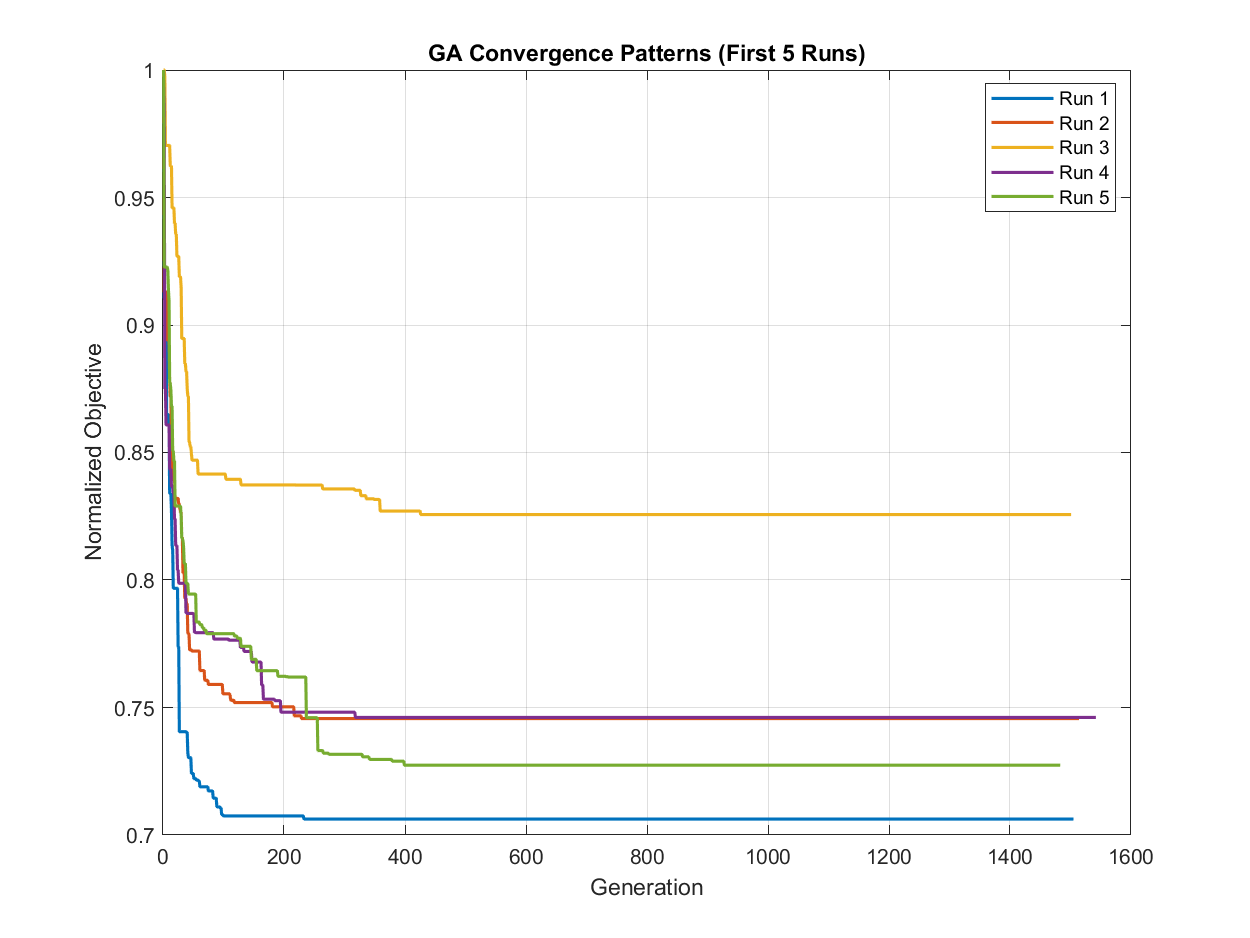 GA Convergence Patterns (First 5 Runs)
1
0.95
0.9
0.85
0.8
0.75
0.7
Normalized Objective
0 200 400 600 800 1000 1200 1400 1600
Generation
Run 1
Run 2
Run 3
Run 4
Run 5